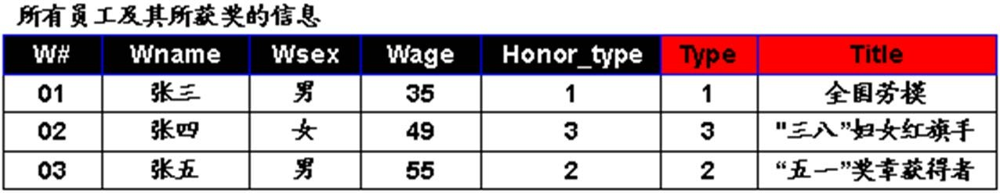 所有员工及其所获奖的信息
W# Wname Wsex Wage Honor_type Type Title
01 张三 男 35 1 1 全国劳模
02 张四 女 49 3 3 "三八”妇女红旗手
03 张五 男 55 2 2 “五一”奖章获得者